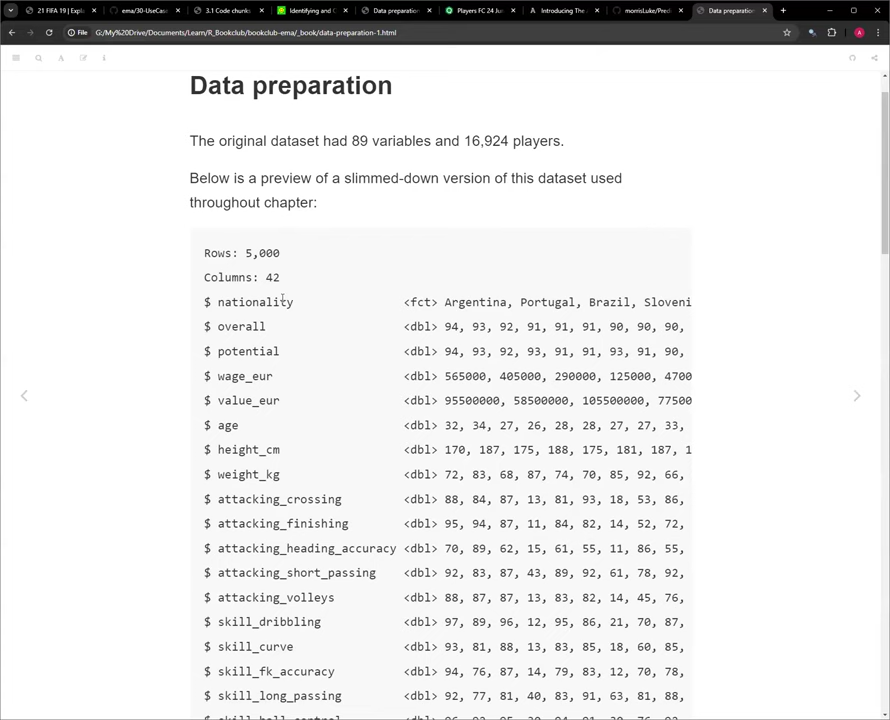 21 FIFA 19 | Expl
ema/30-UseCase
3.1 Code chunks
Identifying and C
Data preparation
Players FC 24 Jun
Introducing The A
morrisLuke/Pred
Data preparation
File G:/My%20Drive/Documents/Learn/R_Bookclub/bookclub-ema/_book/data-preparation-1.html
Data preparation
The original dataset had 89 variables and 16,924 players.
Below is a preview of a slimmed-down version of this dataset used
throughout chapter:
Rows: 5,000
Columns: 42
$ nationality <fct> Argentina, Portugal, Brazil, Sloveni
$ overall <dbl> 94, 93, 92, 91, 91, 91, 90, 90, 90,
$ potential <dbl> 94, 93, 92, 93, 91, 91, 93, 91, 90,
$ wage_eur <dbl> 565000, 405000, 290000, 125000, 4700
$ value_eur <dbl> 95500000, 58500000, 105500000, 77500
$ age <dbl> 32, 34, 27, 26, 28, 28, 27, 27, 33,
$ height_cm <dbl> 170, 187, 175, 188, 175, 181, 187, 1
$ weight_kg <dbl> 72, 83, 68, 87, 74, 70, 85, 92, 66,
$ attacking_crossing <dbl> 88, 84, 87, 13, 81, 93, 18, 53, 86,
$ attacking_finishing <dbl> 95, 94, 87, 11, 84, 82, 14, 52, 72,
$ attacking_heading_accuracy <dbl> 70, 89, 62, 15, 61, 55, 11, 86, 55,
$ attacking_short_passing <dbl> 92, 83, 87, 43, 89, 92, 61, 78, 92,
$ attacking_volleys <dbl> 88, 87, 87, 13, 83, 82, 14, 45, 76,
$ skill_dribbling <dbl> 97, 89, 96, 12, 95, 86, 21, 70, 87,
$ skill_curve <dbl> 93, 81, 88, 13, 83, 85, 18, 60, 85,
$ skill_fk_accuracy <dbl> 94, 76, 87, 14, 79, 83, 12, 70, 78,
$ skill_long_passing <dbl> 92, 77, 81, 40, 83, 91, 63, 81, 88,